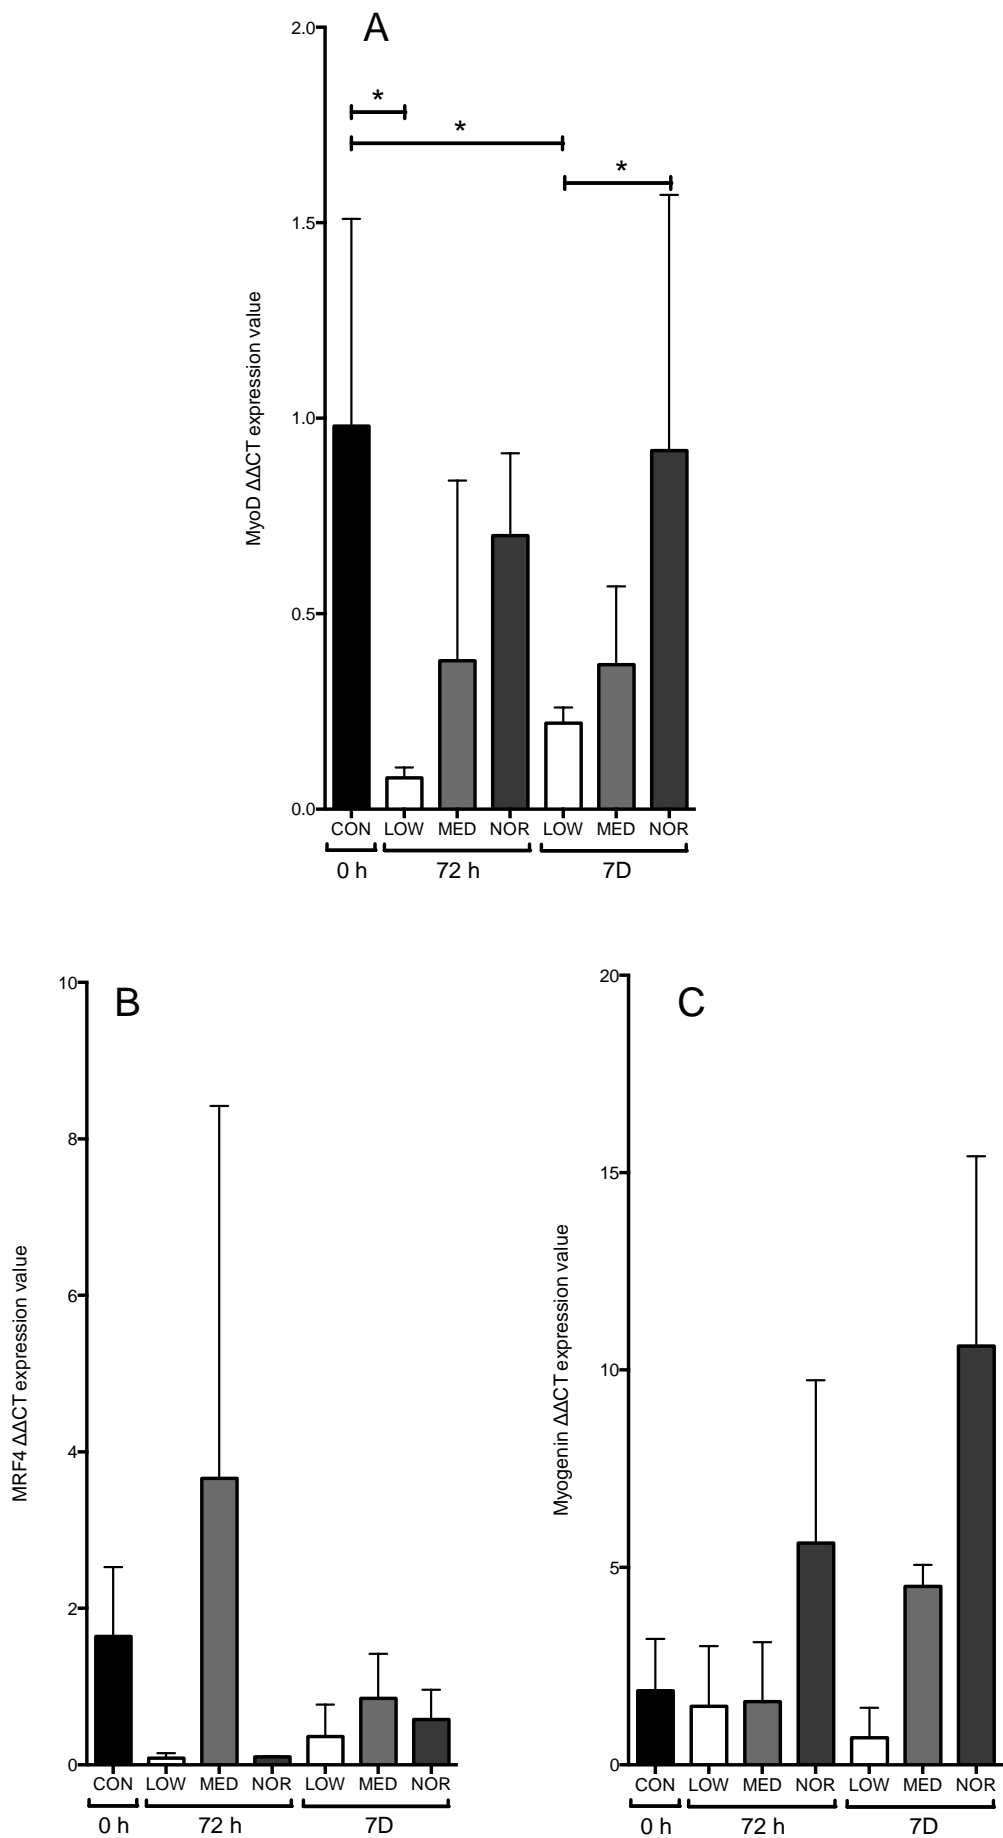 A
2.0
*
*
*
1.5
1.0
0.5
0.0
MyoD ΔΔCT expression value
CON LOW MED NOR LOW MED NOR
0 h 72 h 7D
B
10
8
6
4
2
0
MRF4 ΔΔCT expression value
CON LOW MED NOR LOW MED NOR
0 h 72 h 7D
C
20
15
10
5
0
Myogenin ΔΔCT expression value
CON LOW MED NOR LOW MED NOR
0 h 72 h 7D